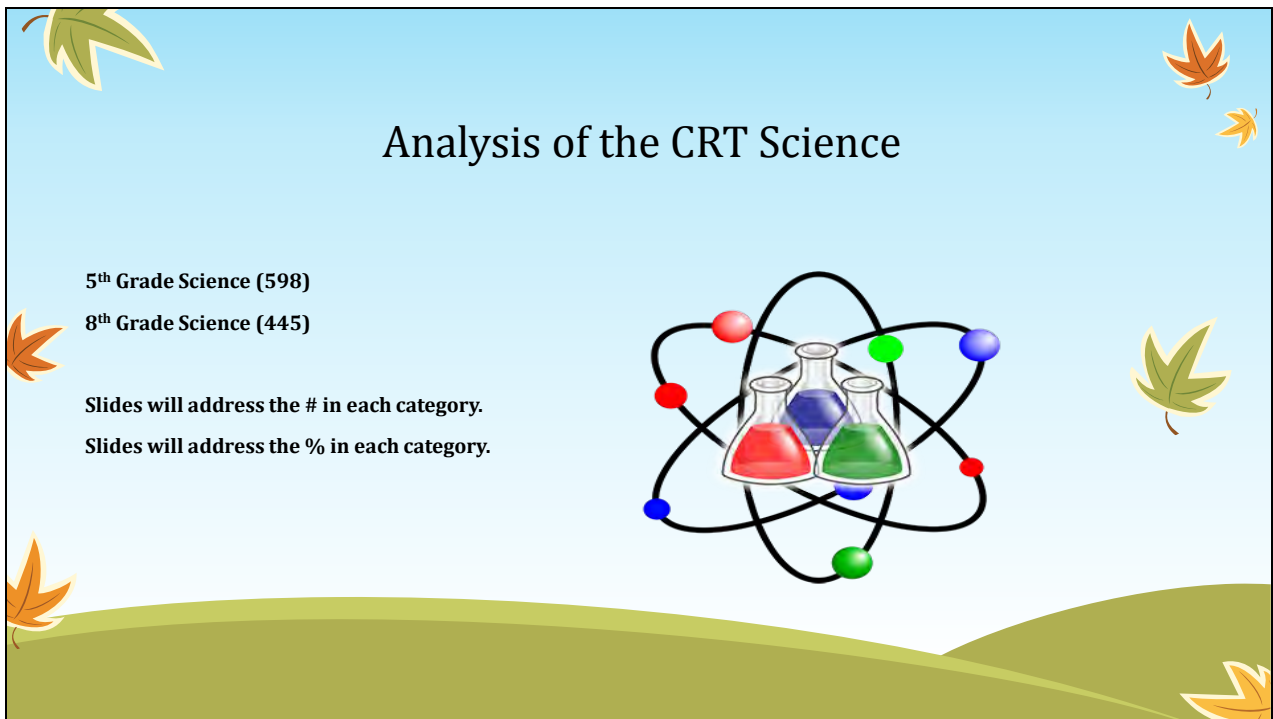 Analysis of the CRT Science
5th Grade Science (598)
8th Grade Science (445)
Slides will address the # in each category.
Slides will address the % in each category.